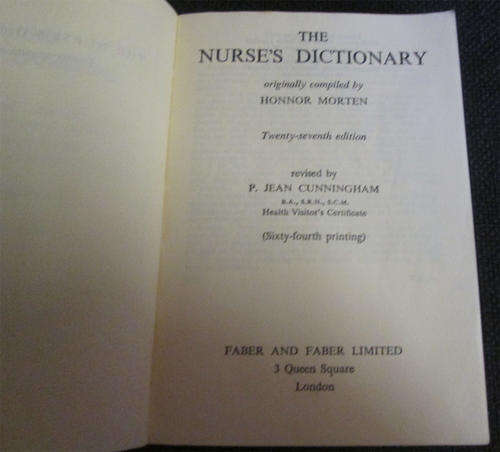 THE
NURSE'S DICTIONARY
originally compiled by
HONNOR MORTEN
Twenty-seventh edition
revised by
P. JEAN CUNNINGHAM
B.A., S.R.N., S.C.M.
Health Visitor's Certificate
(Sixty-fourth printing)
FABER AND FABER LIMITED
3 Queen Square
London